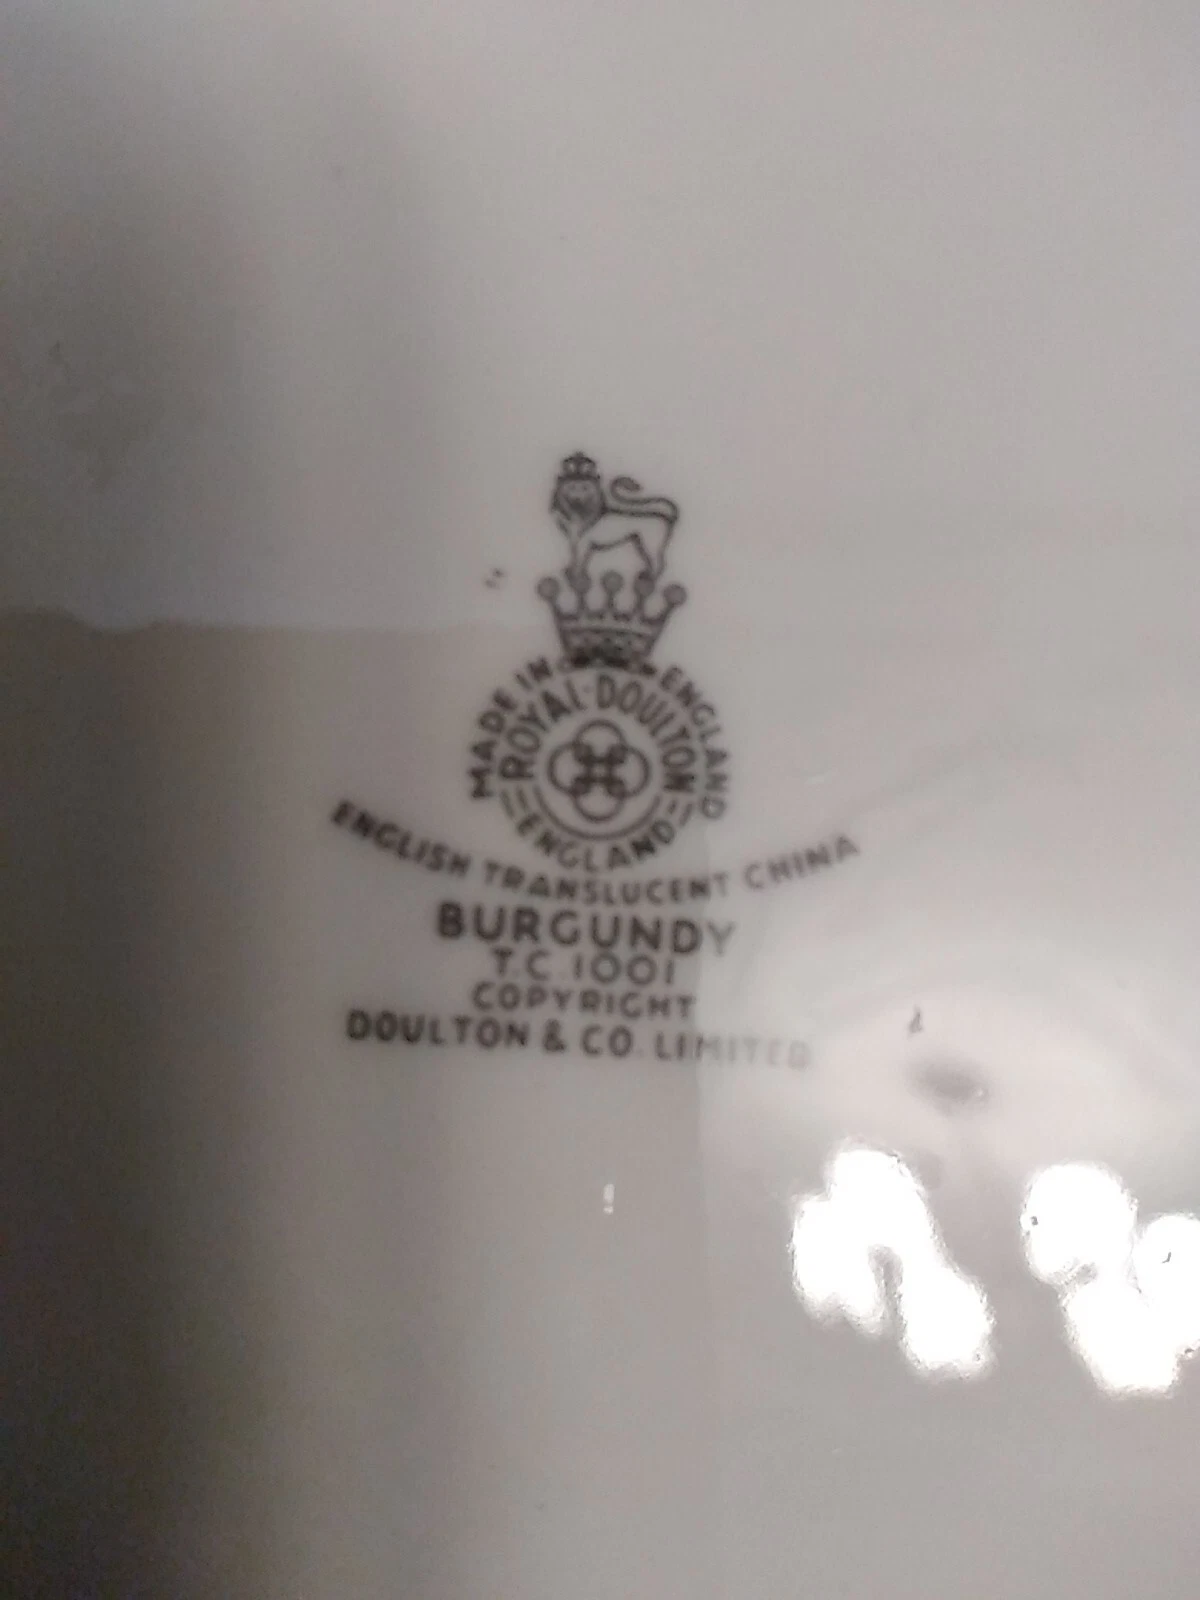 MADE IN ENGLAND
ROYAL·DOULTON
ENGLAND
ENGLISH TRANSLUCENT CHINA
BURGUNDY
T.C.1001
COPYRIGHT
DOULTON & CO. LIMITED